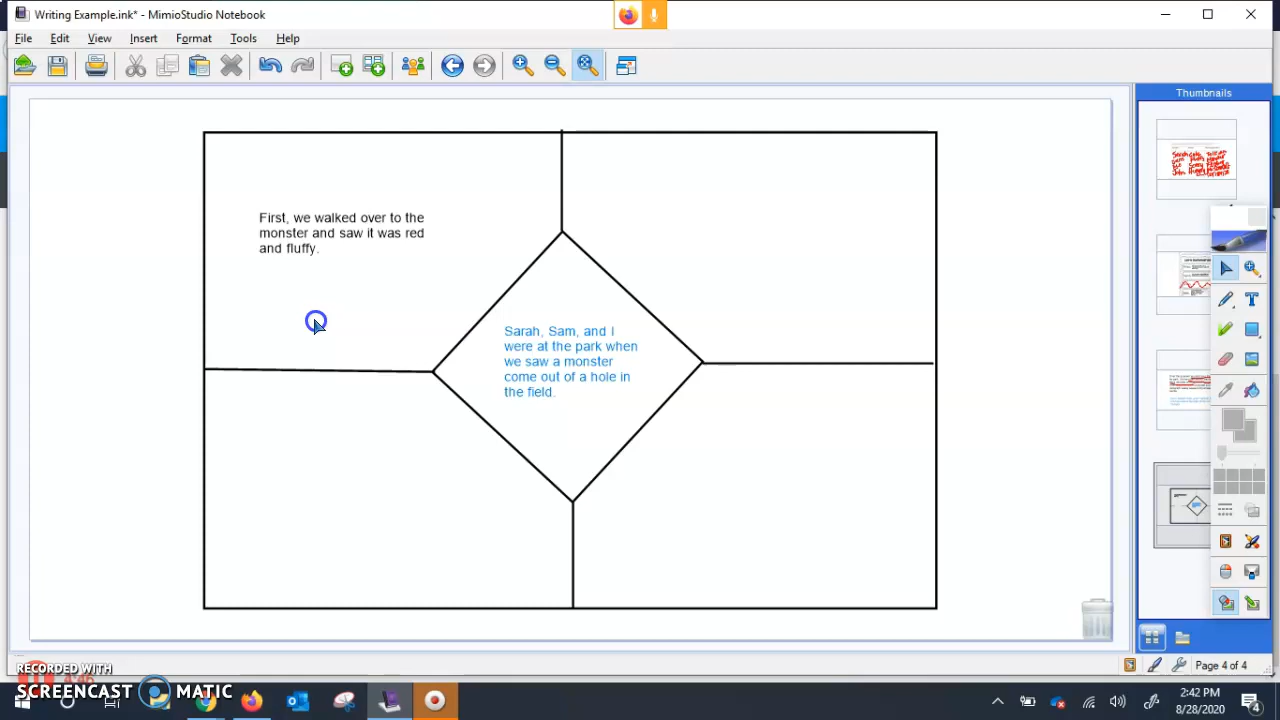 Writing Example.ink* - MimioStudio Notebook
File Edit View Insert Format Tools Help
Thumbnails
First, we walked over to the
monster and saw it was red
and fluffy.
Sarah, Sam, and I
were at the park when
we saw a monster
come out of a hole in
the field.
Page 4 of 4
RECORDED WITH
SCREENCAST MATIC
2:42 PM
8/28/2020
4